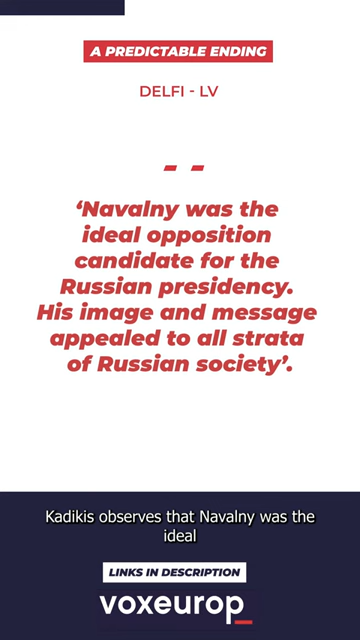 A PREDICTABLE ENDING
DELFI - LV
- -
‘Navalny was the
ideal opposition
candidate for the
Russian presidency.
His image and message
appealed to all strata
of Russian society’.
Kadikis observes that Navalny was the
ideal
LINKS IN DESCRIPTION
voxeurop_